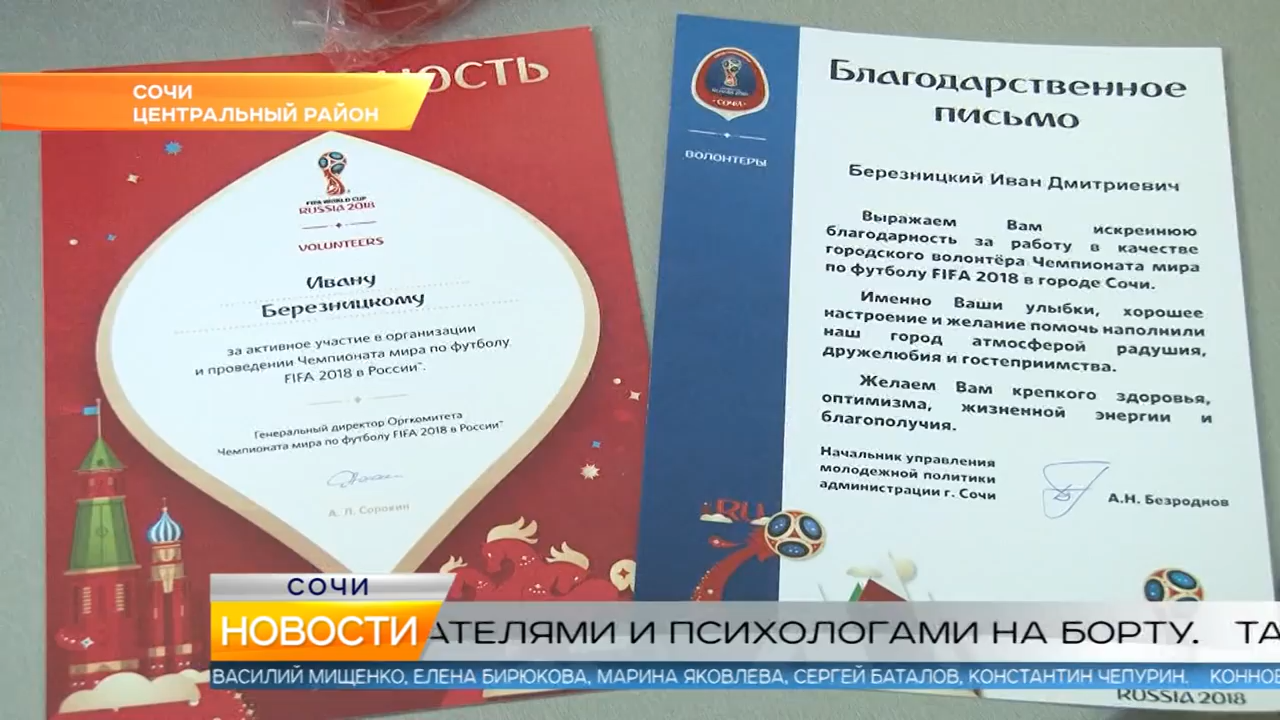 СОЧИ
ЦЕНТРАЛЬНЫЙ РАЙОН
FIFA WORLD CUP
RUSSIA 2018
VOLUNTEERS
Ивану
Березницкому
за активное участие в организации
и проведении Чемпионата мира по футболу
FIFA 2018 в России".
Генеральный директор Оргкомитета
Чемпионата мира по футболу FIFA 2018 в России"
А. Л. Сорокин
СОЧИ
ВОЛОНТЕРЫ
Благодарственное
письмо
Березницкий Иван Дмитриевич
Выражаем Вам искреннюю
благодарность за работу в качестве
городского волонтёра Чемпионата мира
по футболу FIFA 2018 в городе Сочи.
Именно Ваши улыбки, хорошее
настроение и желание помочь наполнили
наш город атмосферой радушия,
дружелюбия и гостеприимства.
Желаем Вам крепкого здоровья,
оптимизма, жизненной энергии и
благополучия.
Начальник управления
молодежной политики
администрации г. Сочи
А.Н. Безроднов
RUSSIA 2018
СОЧИ
НОВОСТИ
АТЕЛЯМИ И ПСИХОЛОГАМИ НА БОРТУ. ТА
ВАСИЛИЙ МИЩЕНКО, ЕЛЕНА БИРЮКОВА, МАРИНА ЯКОВЛЕВА, СЕРГЕЙ БАТАЛОВ, КОНСТАНТИН ЧЕПУРИН. КОННО